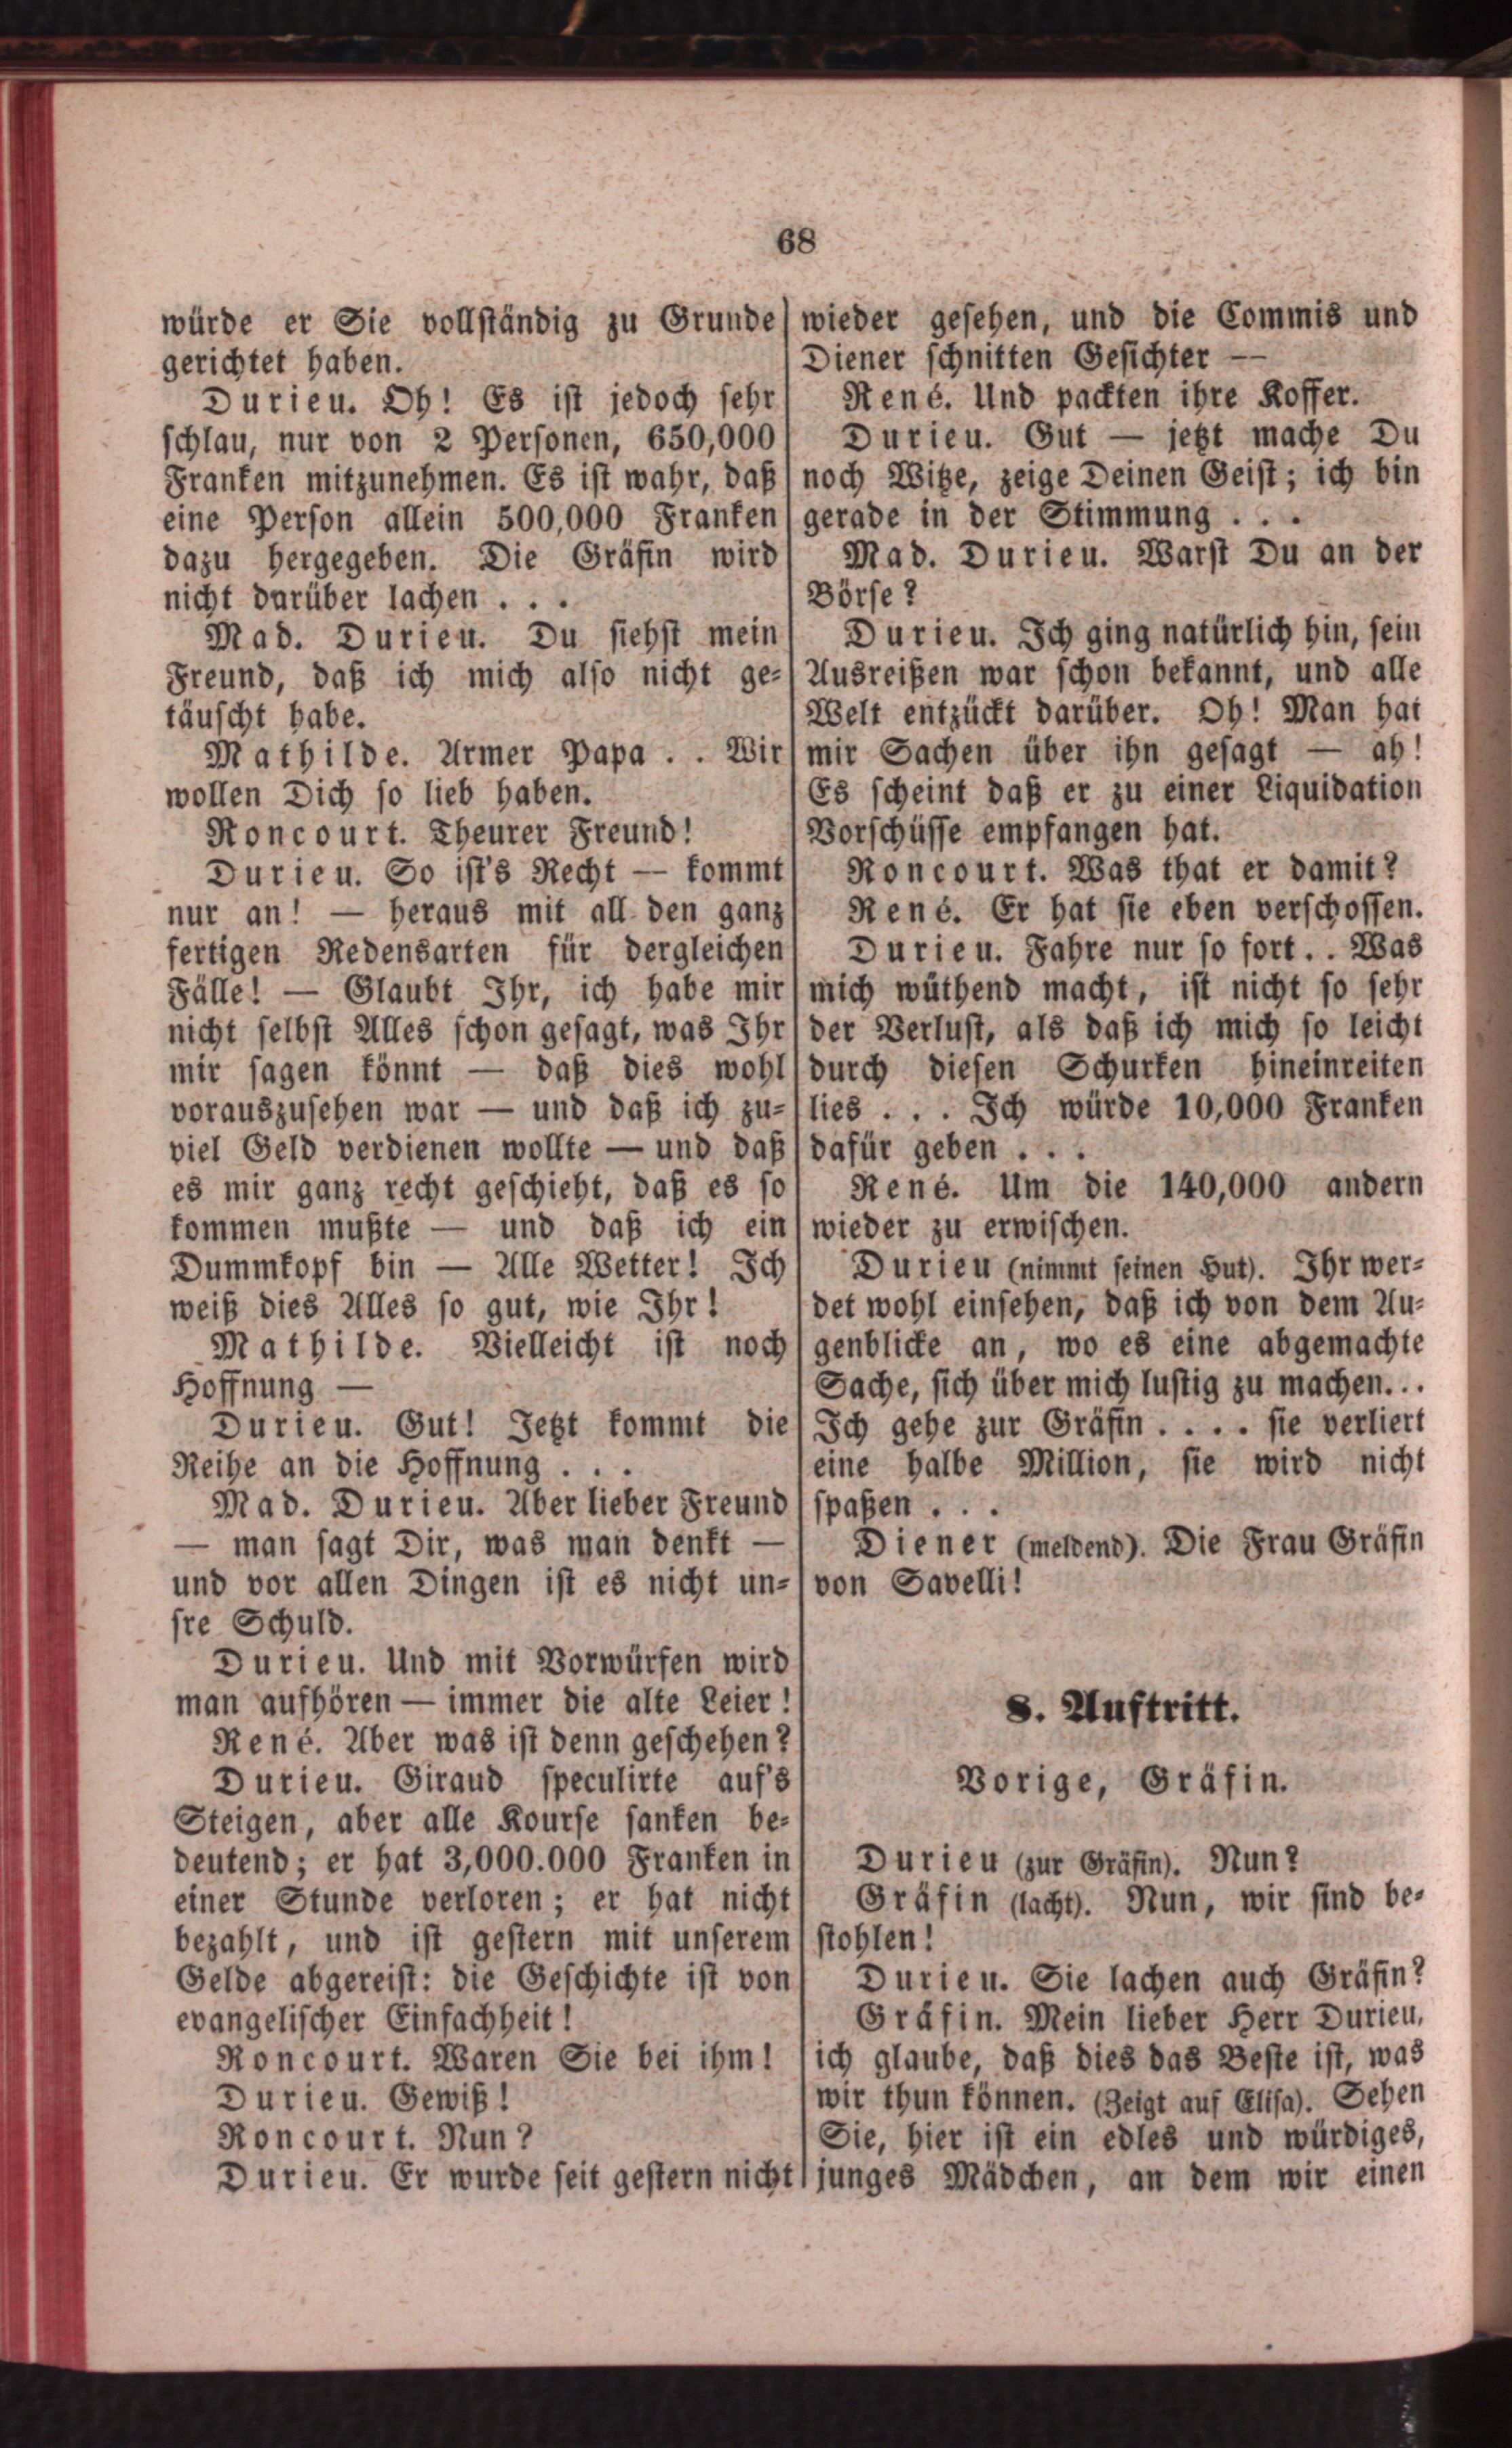 68
würde er Sie vollständig zu Grunde
gerichtet haben.
Durieu. Oh! Es ist jedoch sehr
schlau, nur von 2 Personen, 650,000
Franken mitzunehmen. Es ist wahr, daß
eine Person allein 500,000 Franken
dazu hergegeben. Die Gräfin wird
nicht darüber lachen . . .
Mad. Durieu. Du siehst mein
Freund, daß ich mich also nicht ge-
täuscht habe.
Mathilde. Armer Papa . . Wir
wollen Dich so lieb haben.
Roncourt. Theurer Freund!
Durieu. So ist's Recht — kommt
nur an! — heraus mit all den ganz
fertigen Redensarten für dergleichen
Fälle! — Glaubt Ihr, ich habe mir
nicht selbst Alles schon gesagt, was Ihr
mir sagen könnt — daß dies wohl
vorauszusehen war — und daß ich zu-
viel Geld verdienen wollte — und daß
es mir ganz recht geschieht, daß es so
kommen mußte — und daß ich ein
Dummkopf bin — Alle Wetter! Ich
weiß dies Alles so gut, wie Ihr!
Mathilde. Vielleicht ist noch
Hoffnung —
Durieu. Gut! Jetzt kommt die
Reihe an die Hoffnung . . .
Mad. Durieu. Aber lieber Freund
— man sagt Dir, was man denkt —
und vor allen Dingen ist es nicht un-
sre Schuld.
Durieu. Und mit Vorwürfen wird
man aufhören — immer die alte Leier!
René. Aber was ist denn geschehen?
Durieu. Giraud speculirte auf's
Steigen, aber alle Kourse sanken be-
deutend; er hat 3,000.000 Franken in
einer Stunde verloren; er hat nicht
bezahlt, und ist gestern mit unserem
Gelde abgereist: die Geschichte ist von
evangelischer Einfachheit!
Roncourt. Waren Sie bei ihm!
Durieu. Gewiß!
Roncourt. Nun?
Durieu. Er wurde seit gestern nicht
wieder gesehen, und die Commis und
Diener schnitten Gesichter —
René. Und packten ihre Koffer.
Durieu. Gut — jetzt mache Du
noch Witze, zeige Deinen Geist; ich bin
gerade in der Stimmung . . .
Mad. Durieu. Warst Du an der
Börse?
Durieu. Ich ging natürlich hin, sein
Ausreißen war schon bekannt, und alle
Welt entzückt darüber. Oh! Man hat
mir Sachen über ihn gesagt — ah!
Es scheint daß er zu einer Liquidation
Vorschüsse empfangen hat.
Roncourt. Was that er damit?
René. Er hat sie eben verschossen.
Durieu. Fahre nur so fort. . Was
mich wüthend macht, ist nicht so sehr
der Verlust, als daß ich mich so leicht
durch diesen Schurken hineinreiten
lies . . . Ich würde 10,000 Franken
dafür geben . . .
René. Um die 140,000 andern
wieder zu erwischen.
Durieu (nimmt seinen Hut). Ihr wer-
det wohl einsehen, daß ich von dem Au-
genblicke an, wo es eine abgemachte
Sache, sich über mich lustig zu machen...
Ich gehe zur Gräfin . . . . sie verliert
eine halbe Million, sie wird nicht
spaßen . . .
Diener (meldend). Die Frau Gräfin
von Savelli!
8. Auftritt.
Vorige, Gräfin.
Durieu (zur Gräfin). Nun?
Gräfin (lacht). Nun, wir sind be-
stohlen!
Durieu. Sie lachen auch Gräfin?
Gräfin. Mein lieber Herr Durieu,
ich glaube, daß dies das Beste ist, was
wir thun können. (Zeigt auf Elisa). Sehen
Sie, hier ist ein edles und würdiges,
junges Mädchen, an dem wir einen